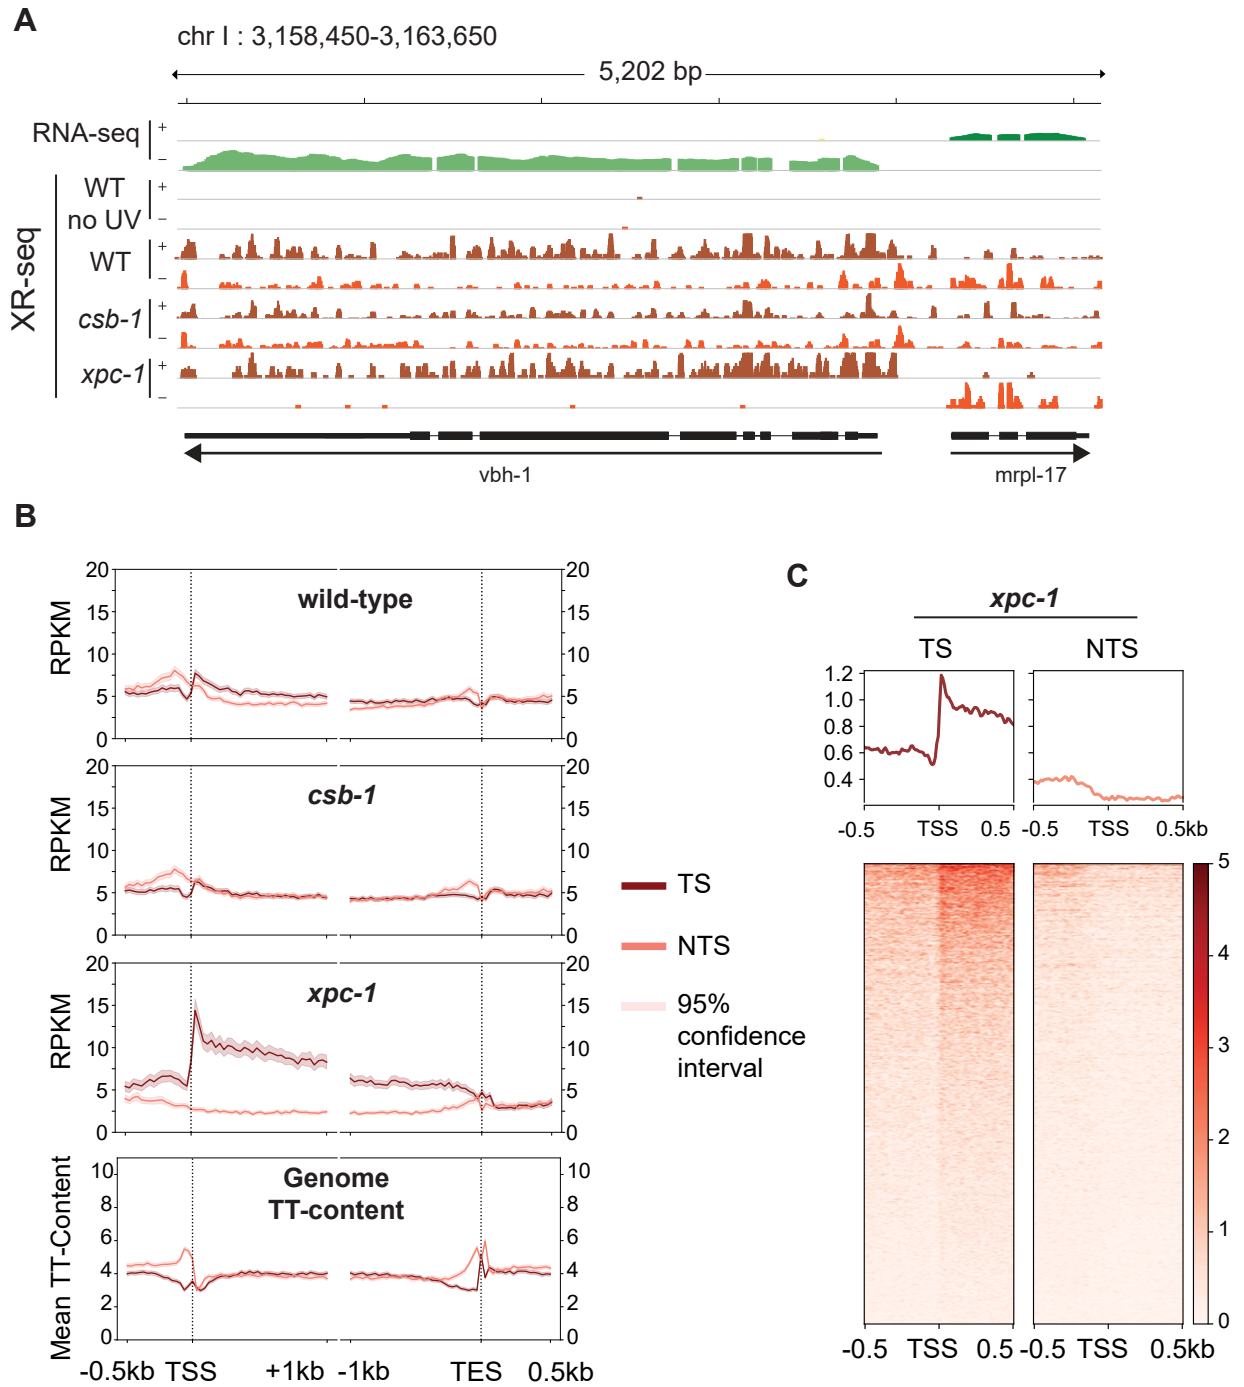 A
chr I : 3,158,450-3,163,650
5,202 bp
RNA-seq
+
−
XR-seq
WT
no UV
+
−
WT
+
−
csb-1
+
−
xpc-1
+
−
vbh-1
mrpl-17
B
20
15
10
5
0
RPKM
wild-type
20
15
10
5
0
20
15
10
5
0
RPKM
csb-1
20
15
10
5
0
20
15
10
5
0
RPKM
xpc-1
20
15
10
5
0
10
8
6
4
2
0
Mean TT-Content
Genome
TT-content
10
8
6
4
2
0
-0.5kb TSS +1kb -1kb TES 0.5kb
TS
NTS
95%
confidence
interval
C
xpc-1
TS NTS
1.2
1.0
0.8
0.6
0.4
-0.5 TSS 0.5 -0.5 TSS 0.5kb
5
4
3
2
1
0
-0.5 TSS 0.5 -0.5 TSS 0.5kb